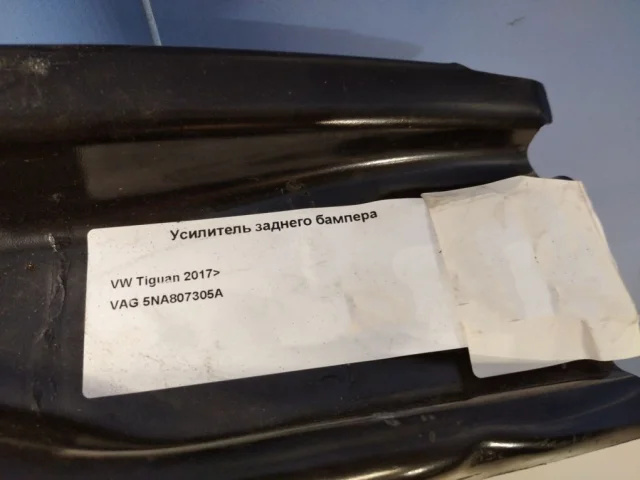 Усилитель заднего бампера
VW Tiguan 2017>
VAG 5NA807305A